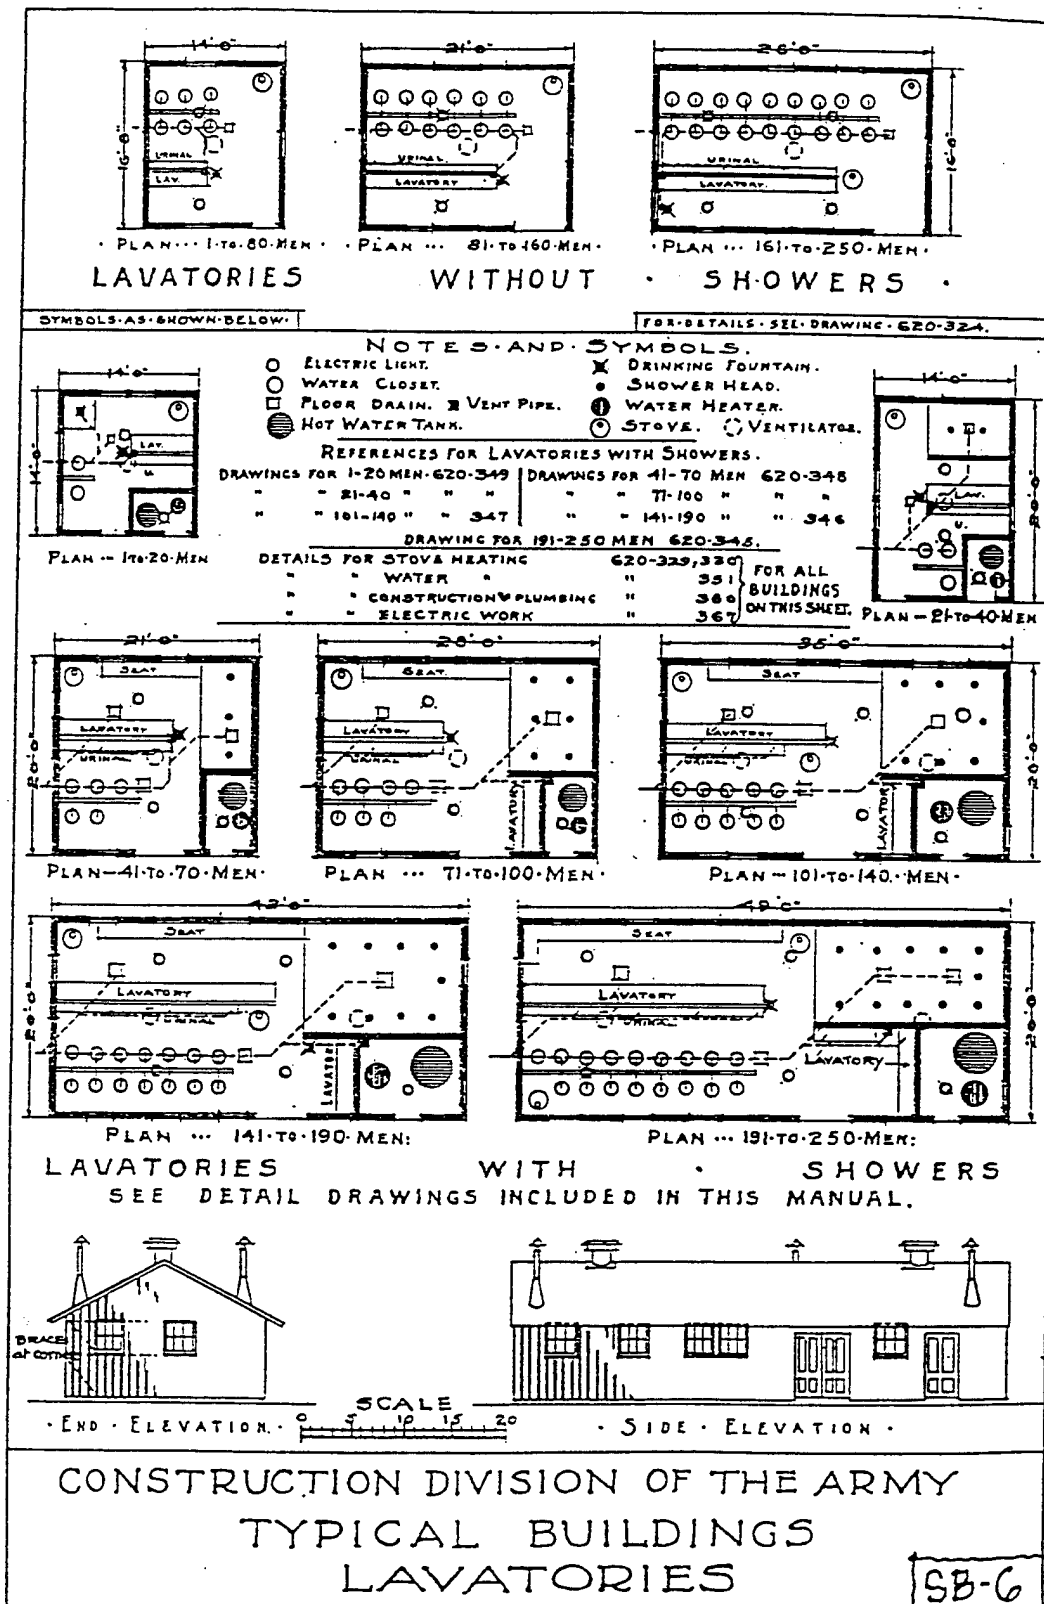 14'-0"
21'-0"
28'-0"
16'-0"
16'-0"
URINAL
LAV.
URINAL.
LAVATORY
URINAL
LAVATORY.
· PLAN ··· 1-TO-80-MEN ·
· PLAN ··· 81-TO-160-MEN ·
· PLAN ··· 161-TO-250-MEN ·
LAVATORIES WITHOUT · SHOWERS ·
SYMBOLS-AS-SHOWN-BELOW·
FOR-DETAILS-SEE-DRAWING-620-324.
NOTES·AND·SYMBOLS.
ELECTRIC LIGHT.
DRINKING FOUNTAIN.
WATER CLOSET.
SHOWER HEAD.
FLOOR DRAIN. VENT PIPE.
WATER HEATER.
HOT WATER TANK.
STOVE. VENTILATOR.
REFERENCES FOR LAVATORIES WITH SHOWERS.
DRAWINGS FOR 1-20 MEN-620-349 DRAWINGS FOR 41-70 MEN 620-348
" " 21-40 " " " " " 71-100 " " "
" " 101-140 " " 347 " " 141-190 " " 346
DRAWING FOR 191-250 MEN 620-345.
DETAILS FOR STOVE HEATING 620-329,330
" " WATER " " 351
" " CONSTRUCTION & PLUMBING " 360
" " ELECTRIC WORK " 367
FOR ALL
BUILDINGS
ON THIS SHEET.
14'-0"
14'-0"
LAV.
U.
PLAN -- 1-TO-20-MEN
14'-0"
20'-0"
LAV.
U.
PLAN -- 21-TO-40-MEN
21'-0"
28'-0"
35'-0"
20'-0"
20'-0"
SEAT
LAVATORY
URINAL
SEAT
LAVATORY
URINAL
LAVATORY
SEAT
LAVATORY
URINAL
LAVATORY
PLAN-41-TO-70-MEN·
PLAN ··· 71-TO-100-MEN·
PLAN -- 101-TO-140-MEN·
42'-0"
49'-0"
20'-0"
20'-0"
SEAT
LAVATORY
URINAL
LAVATORY
SEAT
LAVATORY
URINAL
LAVATORY
PLAN ··· 141-TO-190-MEN:
PLAN ··· 191-TO-250-MEN:
LAVATORIES WITH · SHOWERS
SEE DETAIL DRAWINGS INCLUDED IN THIS MANUAL.
BRACE
AT
SCALE
0 5 10 15 20
· END · ELEVATION. ·
· SIDE · ELEVATION ·
CONSTRUCTION DIVISION OF THE ARMY
TYPICAL BUILDINGS
LAVATORIES
SB-6